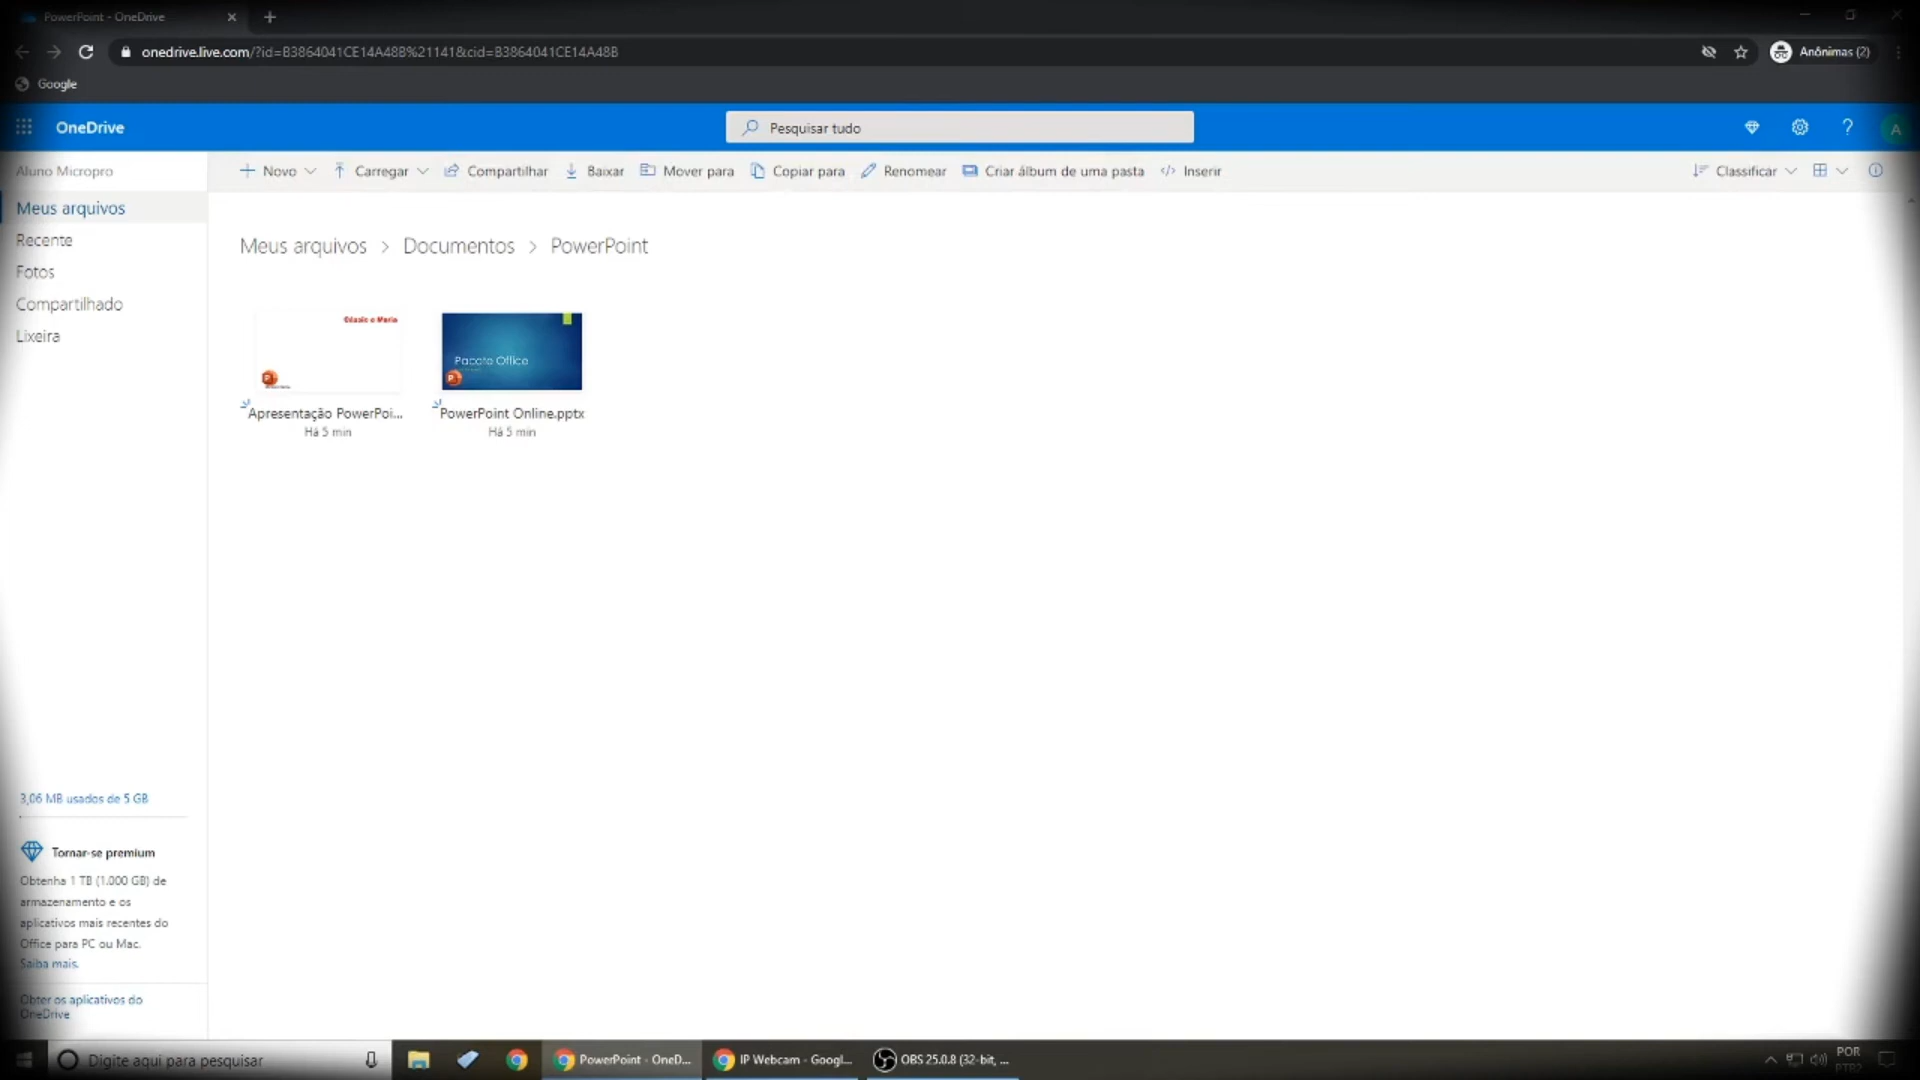 PowerPoint - OneDrive
onedrive.live.com/?id=B3864041CE14A48B%21141&cid=B3864041CE14A48B
Anônimas (2)
Google
OneDrive
Pesquisar tudo
A
Aluno Micropro
Novo
Carregar
Compartilhar
Baixar
Mover para
Copiar para
Renomear
Criar álbum de uma pasta
Inserir
Classificar
Meus arquivos
Recente
Fotos
Compartilhado
Lixeira
Meus arquivos > Documentos > PowerPoint
Pacote Office
Apresentação PowerPoi...
Há 5 min
PowerPoint Online.pptx
Há 5 min
3,06 MB usados de 5 GB
Tornar-se premium
Obtenha 1 TB (1.000 GB) de
armazenamento e os
aplicativos mais recentes do
Office para PC ou Mac.
Saiba mais.
Obter os aplicativos do
OneDrive
Digite aqui para pesquisar
PowerPoint - OneD...
IP Webcam - Googl...
OBS 25.0.8 (32-bit, ...
POR
PTB2